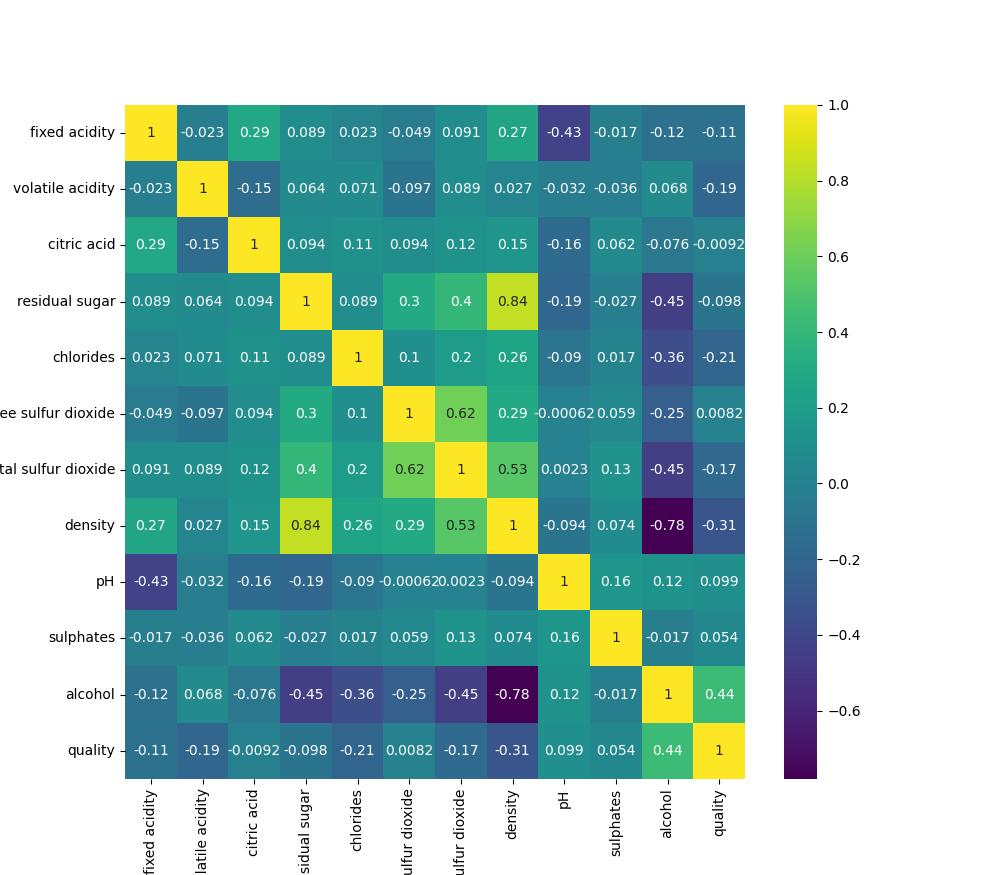 fixed acidity 1 -0.023 0.29 0.089 0.023 -0.049 0.091 0.27 -0.43 -0.017 -0.12 -0.11
volatile acidity -0.023 1 -0.15 0.064 0.071 -0.097 0.089 0.027 -0.032 -0.036 0.068 -0.19
citric acid 0.29 -0.15 1 0.094 0.11 0.094 0.12 0.15 -0.16 0.062 -0.076 -0.0092
residual sugar 0.089 0.064 0.094 1 0.089 0.3 0.4 0.84 -0.19 -0.027 -0.45 -0.098
chlorides 0.023 0.071 0.11 0.089 1 0.1 0.2 0.26 -0.09 0.017 -0.36 -0.21
ee sulfur dioxide -0.049 -0.097 0.094 0.3 0.1 1 0.62 0.29 -0.00062 0.059 -0.25 0.0082
tal sulfur dioxide 0.091 0.089 0.12 0.4 0.2 0.62 1 0.53 0.0023 0.13 -0.45 -0.17
density 0.27 0.027 0.15 0.84 0.26 0.29 0.53 1 -0.094 0.074 -0.78 -0.31
pH -0.43 -0.032 -0.16 -0.19 -0.09 -0.00062 0.0023 -0.094 1 0.16 0.12 0.099
sulphates -0.017 -0.036 0.062 -0.027 0.017 0.059 0.13 0.074 0.16 1 -0.017 0.054
alcohol -0.12 0.068 -0.076 -0.45 -0.36 -0.25 -0.45 -0.78 0.12 -0.017 1 0.44
quality -0.11 -0.19 -0.0092 -0.098 -0.21 0.0082 -0.17 -0.31 0.099 0.054 0.44 1
fixed acidity
latile acidity
citric acid
sidual sugar
chlorides
ulfur dioxide
ulfur dioxide
density
pH
sulphates
alcohol
quality
1.0
0.8
0.6
0.4
0.2
0.0
−0.2
−0.4
−0.6